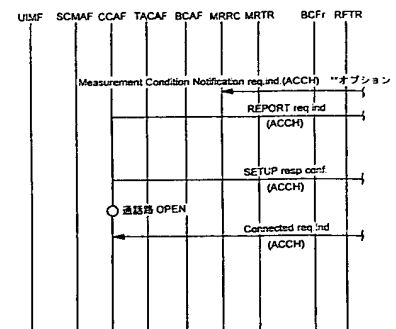 UIMF SCMAF CCAF TACAF BCAF MRRC MRTR BCFr RFTR
Measurement Condition Notification req.ind.(ACCH) **オプション
REPORT req ind
(ACCH)
SETUP resp conf.
(ACCH)
通話路 OPEN
Connected req ind
(ACCH)